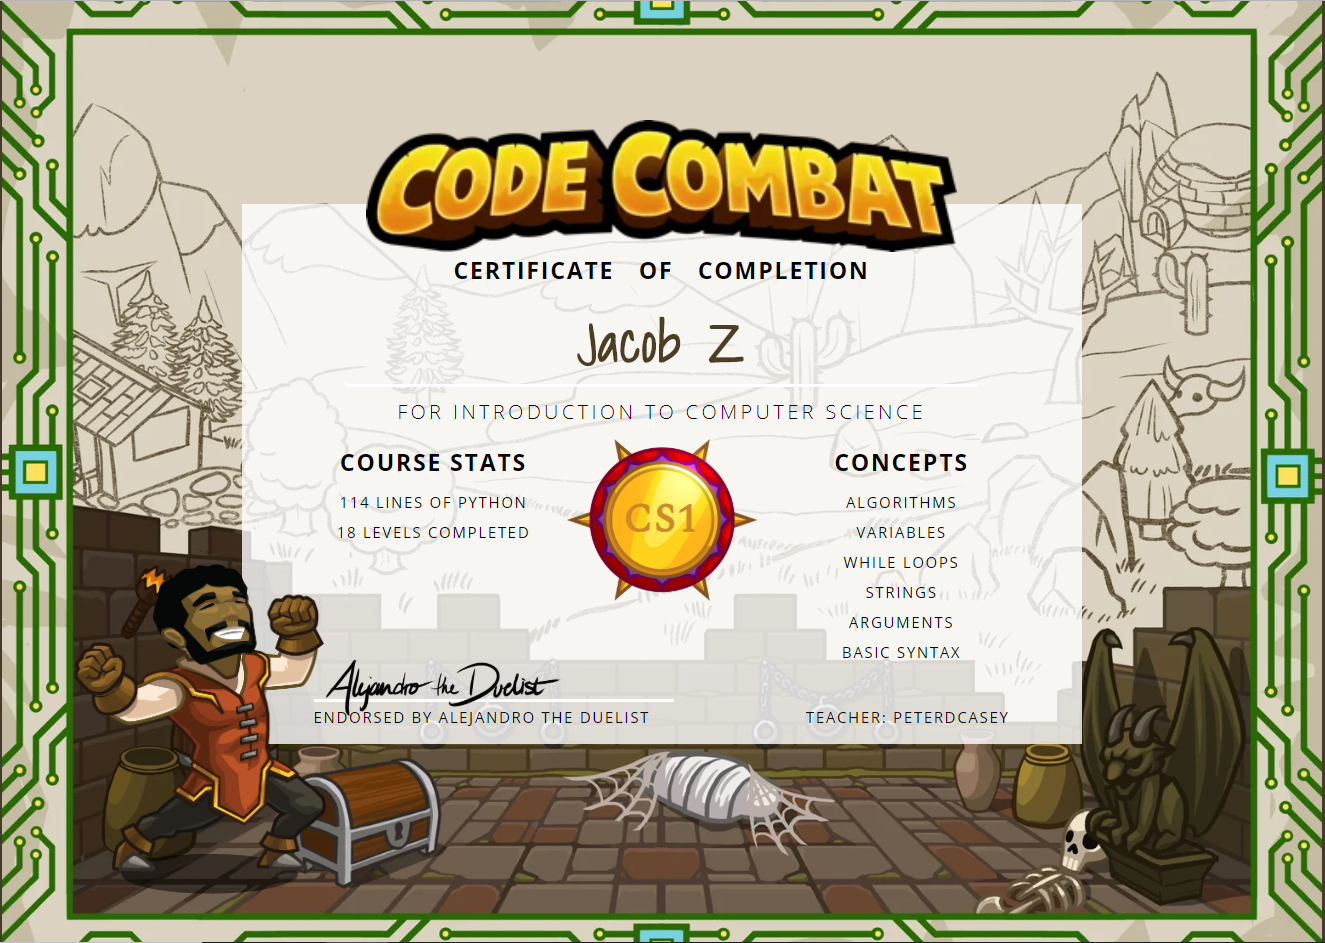 CODE COMBAT
CERTIFICATE OF COMPLETION
Jacob Z
FOR INTRODUCTION TO COMPUTER SCIENCE
COURSE STATS
114 LINES OF PYTHON
18 LEVELS COMPLETED
CS1
CONCEPTS
ALGORITHMS
VARIABLES
WHILE LOOPS
STRINGS
ARGUMENTS
BASIC SYNTAX
Alejandro the Duelist
ENDORSED BY ALEJANDRO THE DUELIST
TEACHER: PETERDCASEY